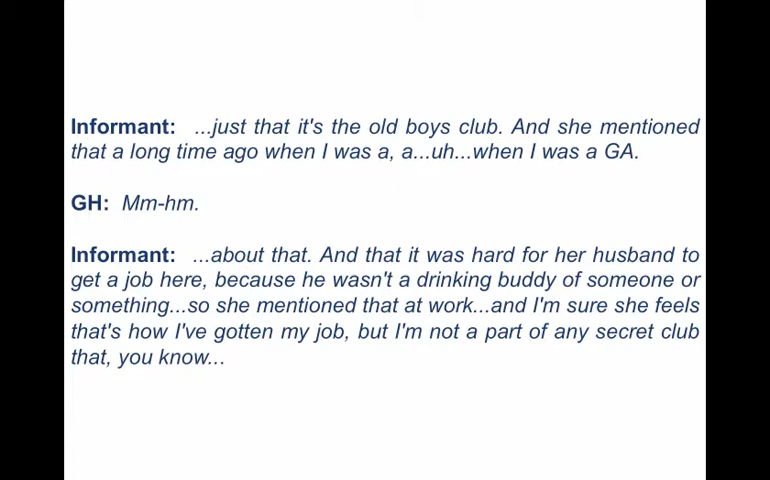 Informant: ...just that it's the old boys club. And she mentioned
that a long time ago when I was a, a...uh...when I was a GA.
GH: Mm-hm.
Informant: ...about that. And that it was hard for her husband to
get a job here, because he wasn't a drinking buddy of someone or
something...so she mentioned that at work...and I'm sure she feels
that's how I've gotten my job, but I'm not a part of any secret club
that, you know...